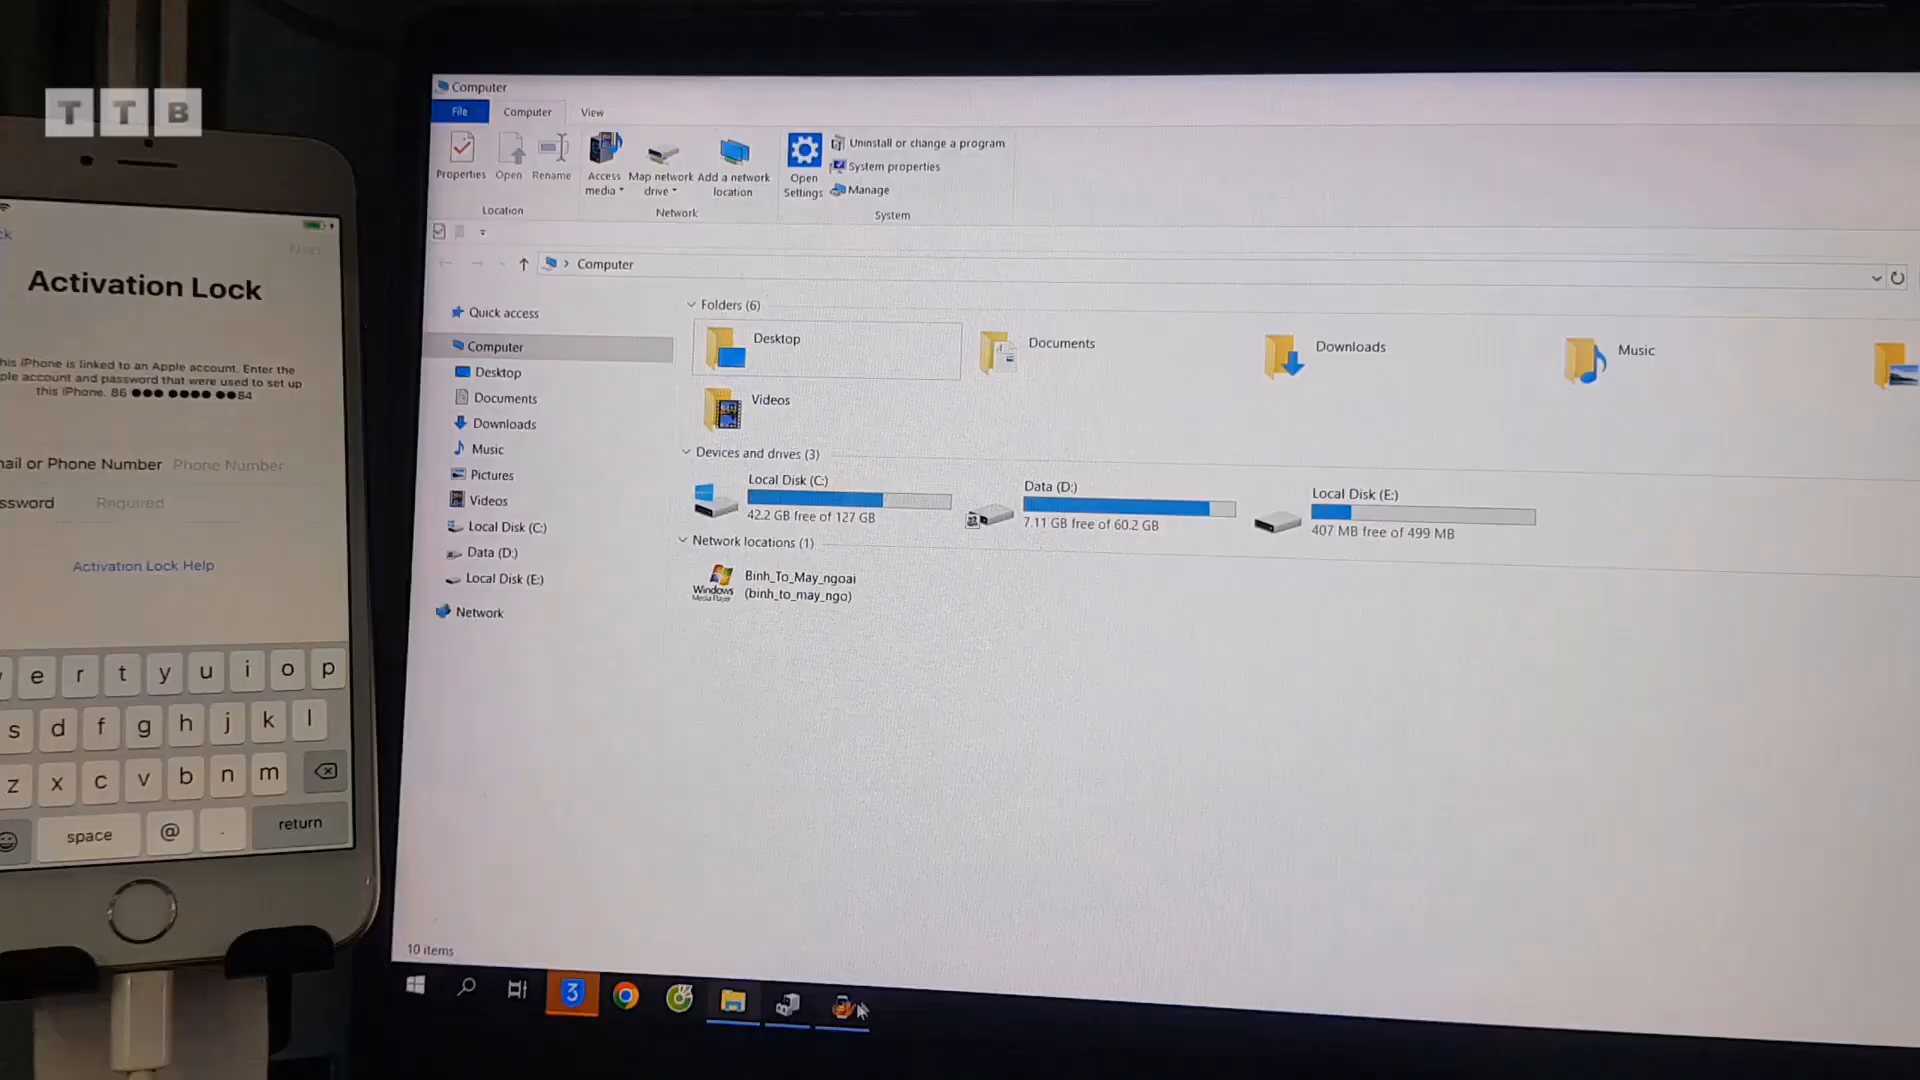 TTB
Activation Lock
his iPhone is linked to an Apple account. Enter the
ple account and password that were used to set up
this iPhone. 86 ●●● ●●●● ●●84
nail or Phone Number Phone Number
ssword Required
Activation Lock Help
e r t y u i o p
s d f g h j k l
z x c v b n m
space @ . return
Computer
File Computer View
Properties Open Rename
Access media
Map network drive
Add a network location
Open Settings
Uninstall or change a program
System properties
Manage
Location Network System
Computer
Quick access
Computer
Desktop
Documents
Downloads
Music
Pictures
Videos
Local Disk (C:)
Data (D:)
Local Disk (E:)
Network
Folders (6)
Desktop Documents Downloads Music
Videos
Devices and drives (3)
Local Disk (C:)
42.2 GB free of 127 GB
Data (D:)
7.11 GB free of 60.2 GB
Local Disk (E:)
407 MB free of 499 MB
Network locations (1)
Windows
Media Player
Binh_To_May_ngoai
(binh_to_may_ngo)
10 items
3